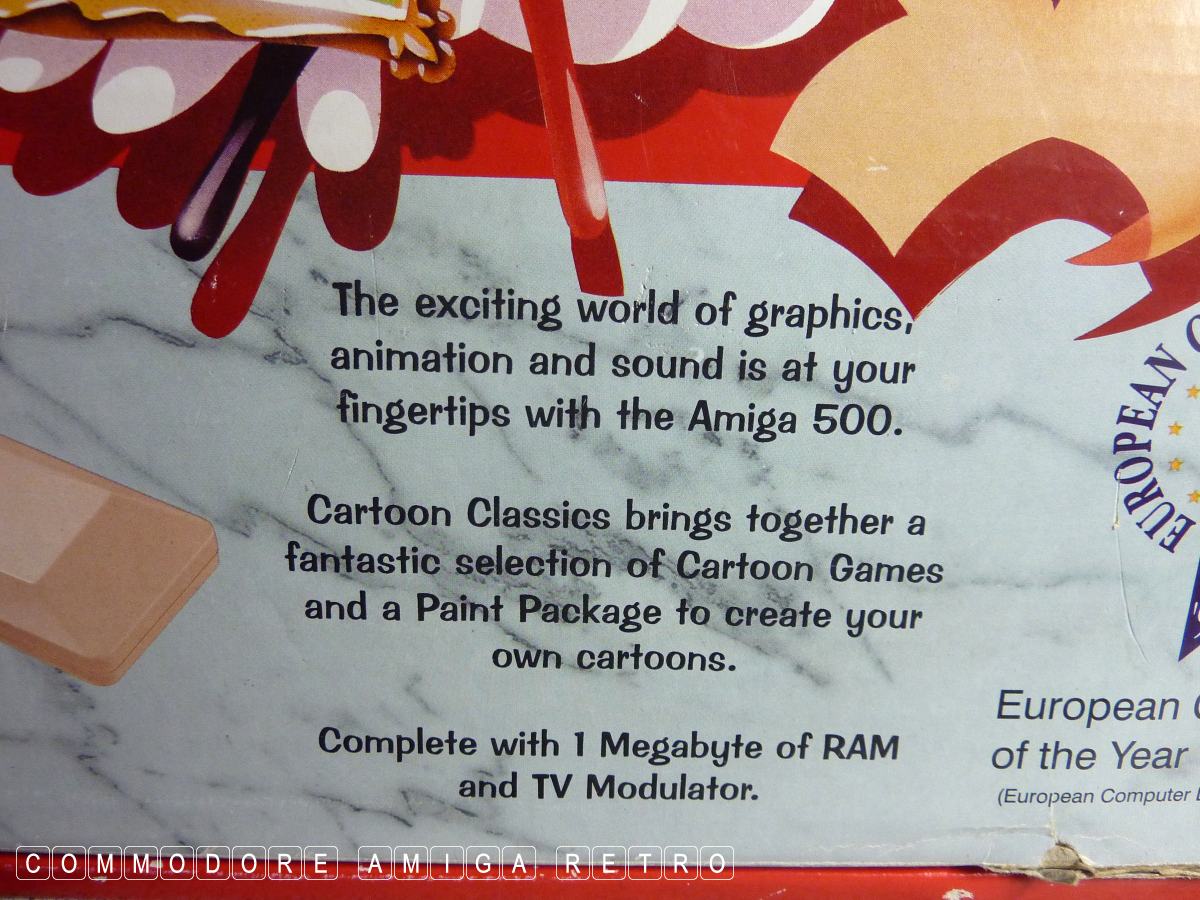 The exciting world of graphics,
animation and sound is at your
fingertips with the Amiga 500.
Cartoon Classics brings together a
fantastic selection of Cartoon Games
and a Paint Package to create your
own cartoons.
Complete with 1 Megabyte of RAM
and TV Modulator.
EUROPEAN
European
of the Year
(European Computer
COMMODORE AMIGA RETRO